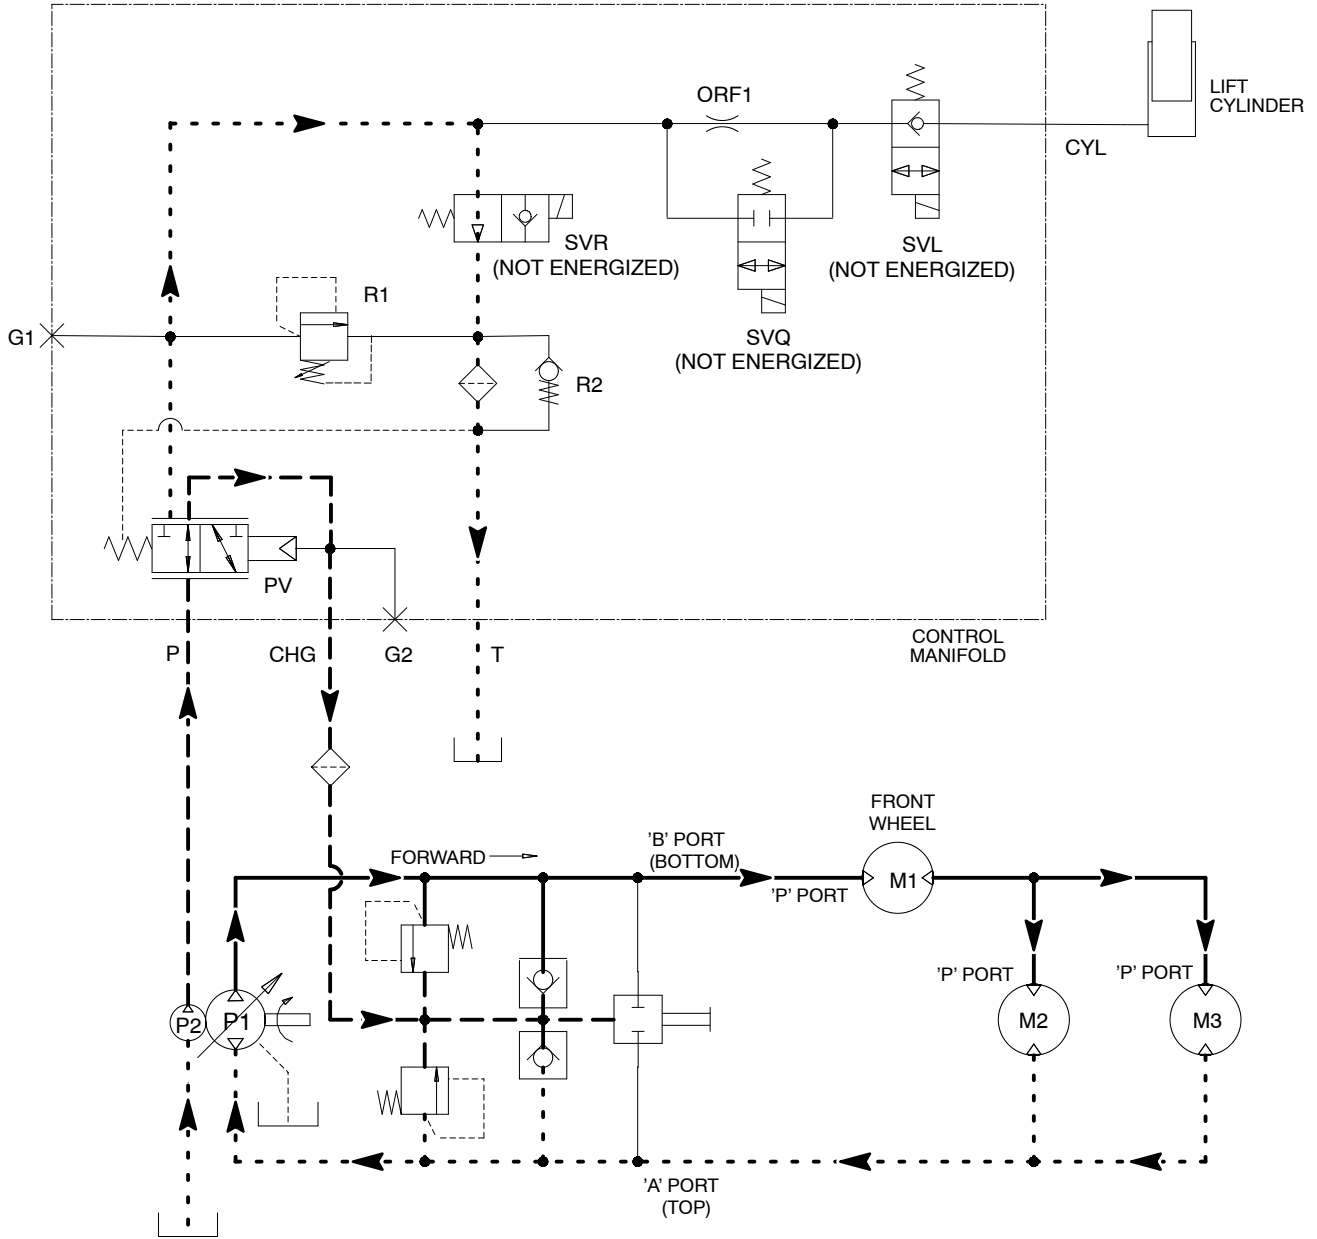 ORF1
LIFT
CYLINDER
CYL
SVR
(NOT ENERGIZED)
SVL
(NOT ENERGIZED)
R1
G1
SVQ
(NOT ENERGIZED)
R2
PV
CONTROL
MANIFOLD
P
CHG
G2
T
FRONT
WHEEL
'B' PORT
(BOTTOM)
FORWARD
M1
'P' PORT
'P' PORT
'P' PORT
P2
P1
M2
M3
'A' PORT
(TOP)